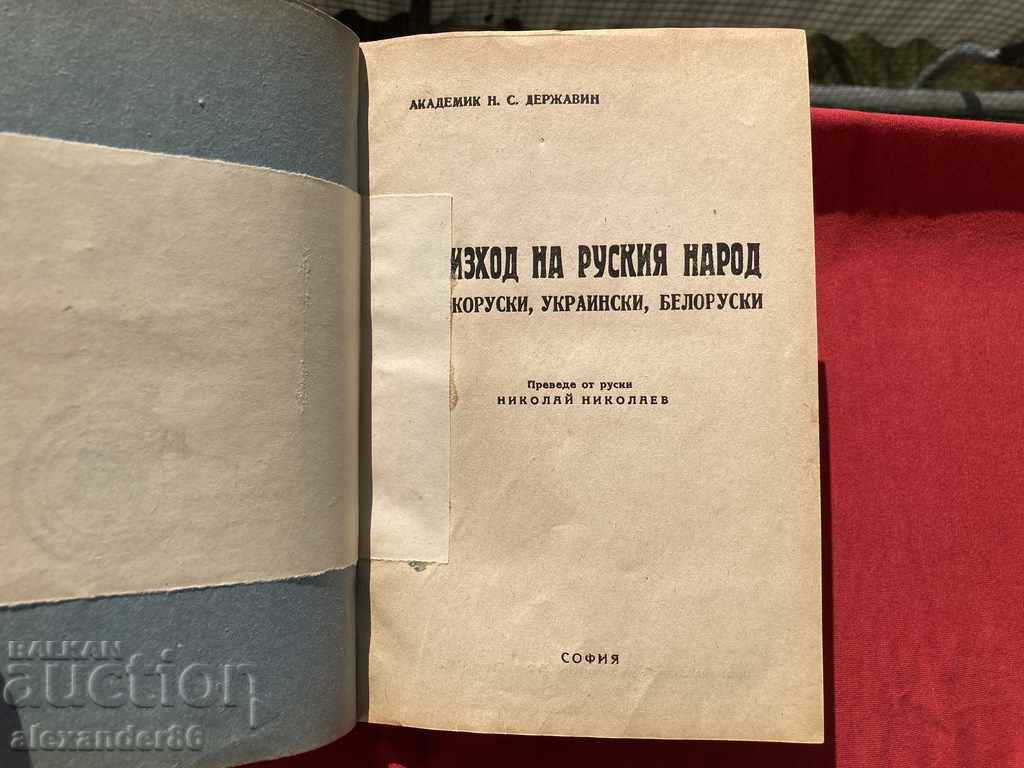 АКАДЕМИК Н. С. ДЕРЖАВИН
ИЗХОД НА РУСКИЯ НАРОД
КОРУСКИ, УКРАИНСКИ, БЕЛОРУСКИ
Преведе от руски
НИКОЛАЙ НИКОЛАЕВ
СОФИЯ
BALKAN
auction
alexander86